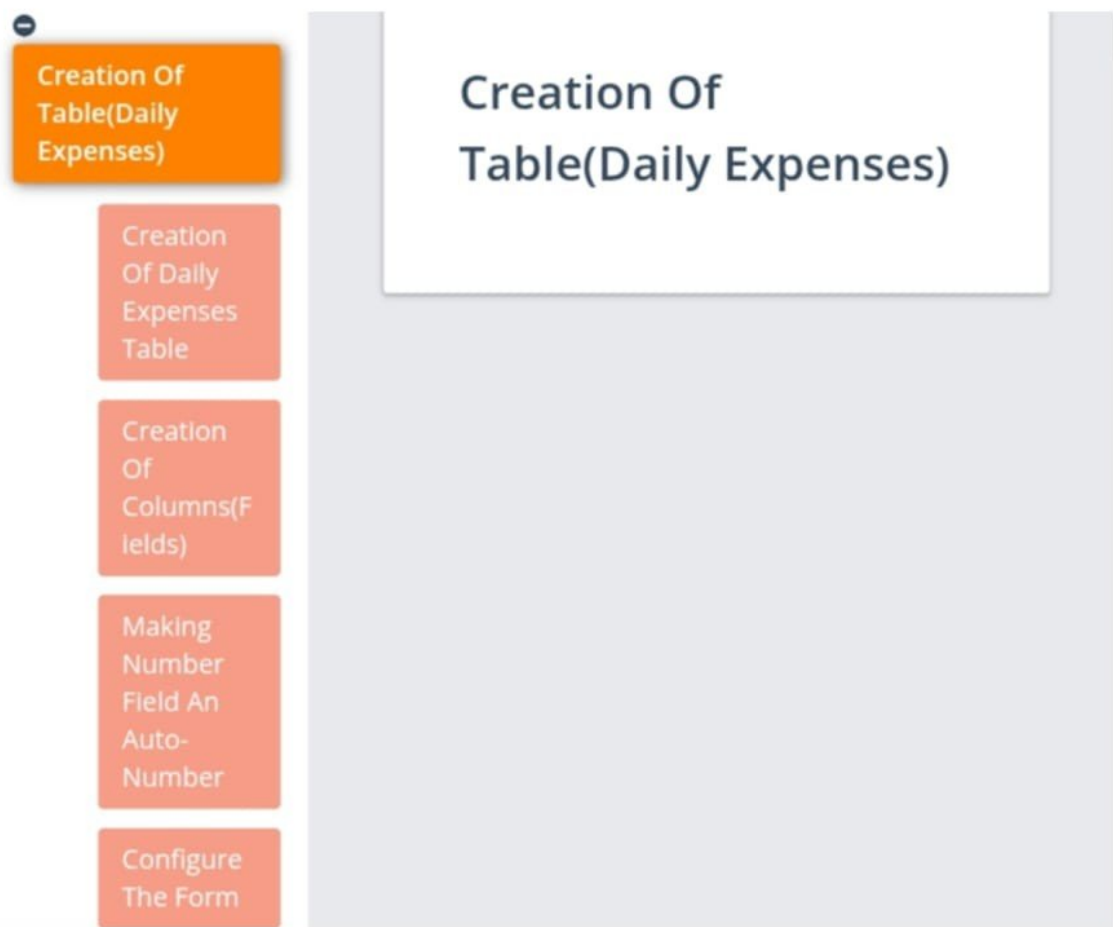 Creation Of
Table(Daily
Expenses)
Creation Of
Table(Daily Expenses)
Creation
Of Daily
Expenses
Table
Creation
Of
Columns(F
ields)
Making
Number
Field An
Auto-
Number
Configure
The Form